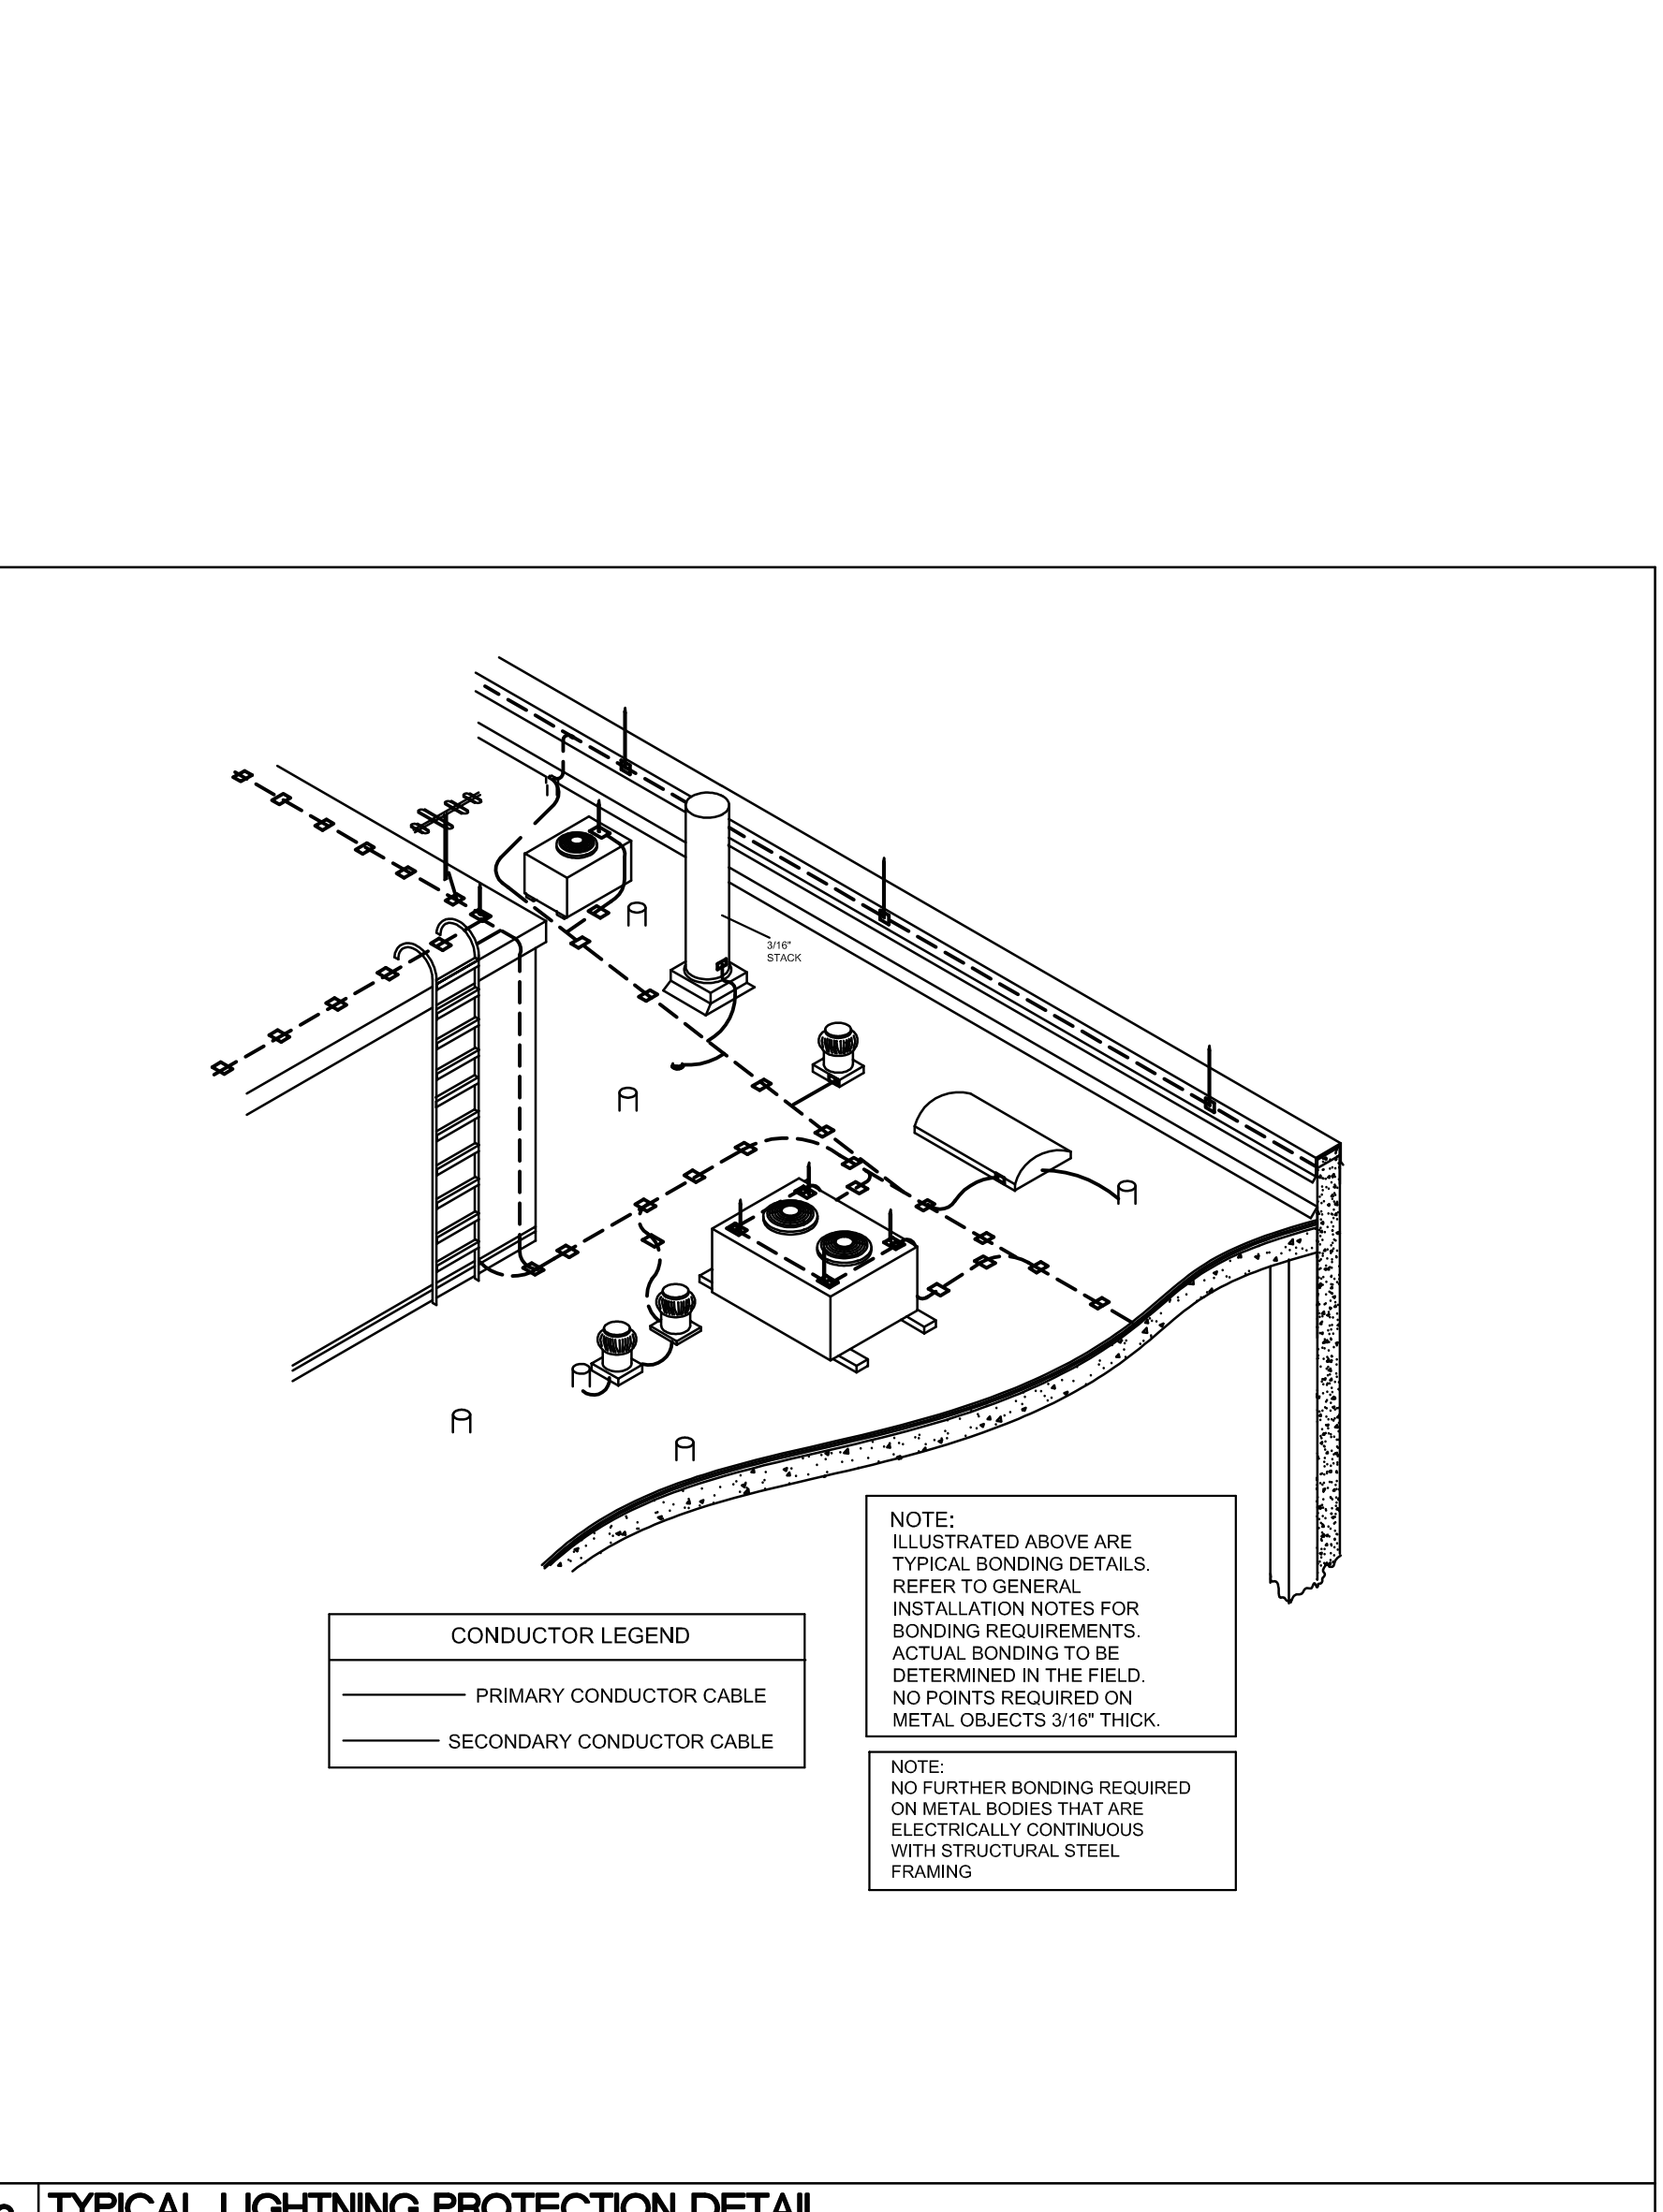 3/16"
STACK
NOTE:
ILLUSTRATED ABOVE ARE
TYPICAL BONDING DETAILS.
REFER TO GENERAL
INSTALLATION NOTES FOR
BONDING REQUIREMENTS.
ACTUAL BONDING TO BE
DETERMINED IN THE FIELD.
NO POINTS REQUIRED ON
METAL OBJECTS 3/16" THICK.
CONDUCTOR LEGEND
PRIMARY CONDUCTOR CABLE
SECONDARY CONDUCTOR CABLE
NOTE:
NO FURTHER BONDING REQUIRED
ON METAL BODIES THAT ARE
ELECTRICALLY CONTINUOUS
WITH STRUCTURAL STEEL
FRAMING
TYPICAL LIGHTNING PROTECTION DETAIL